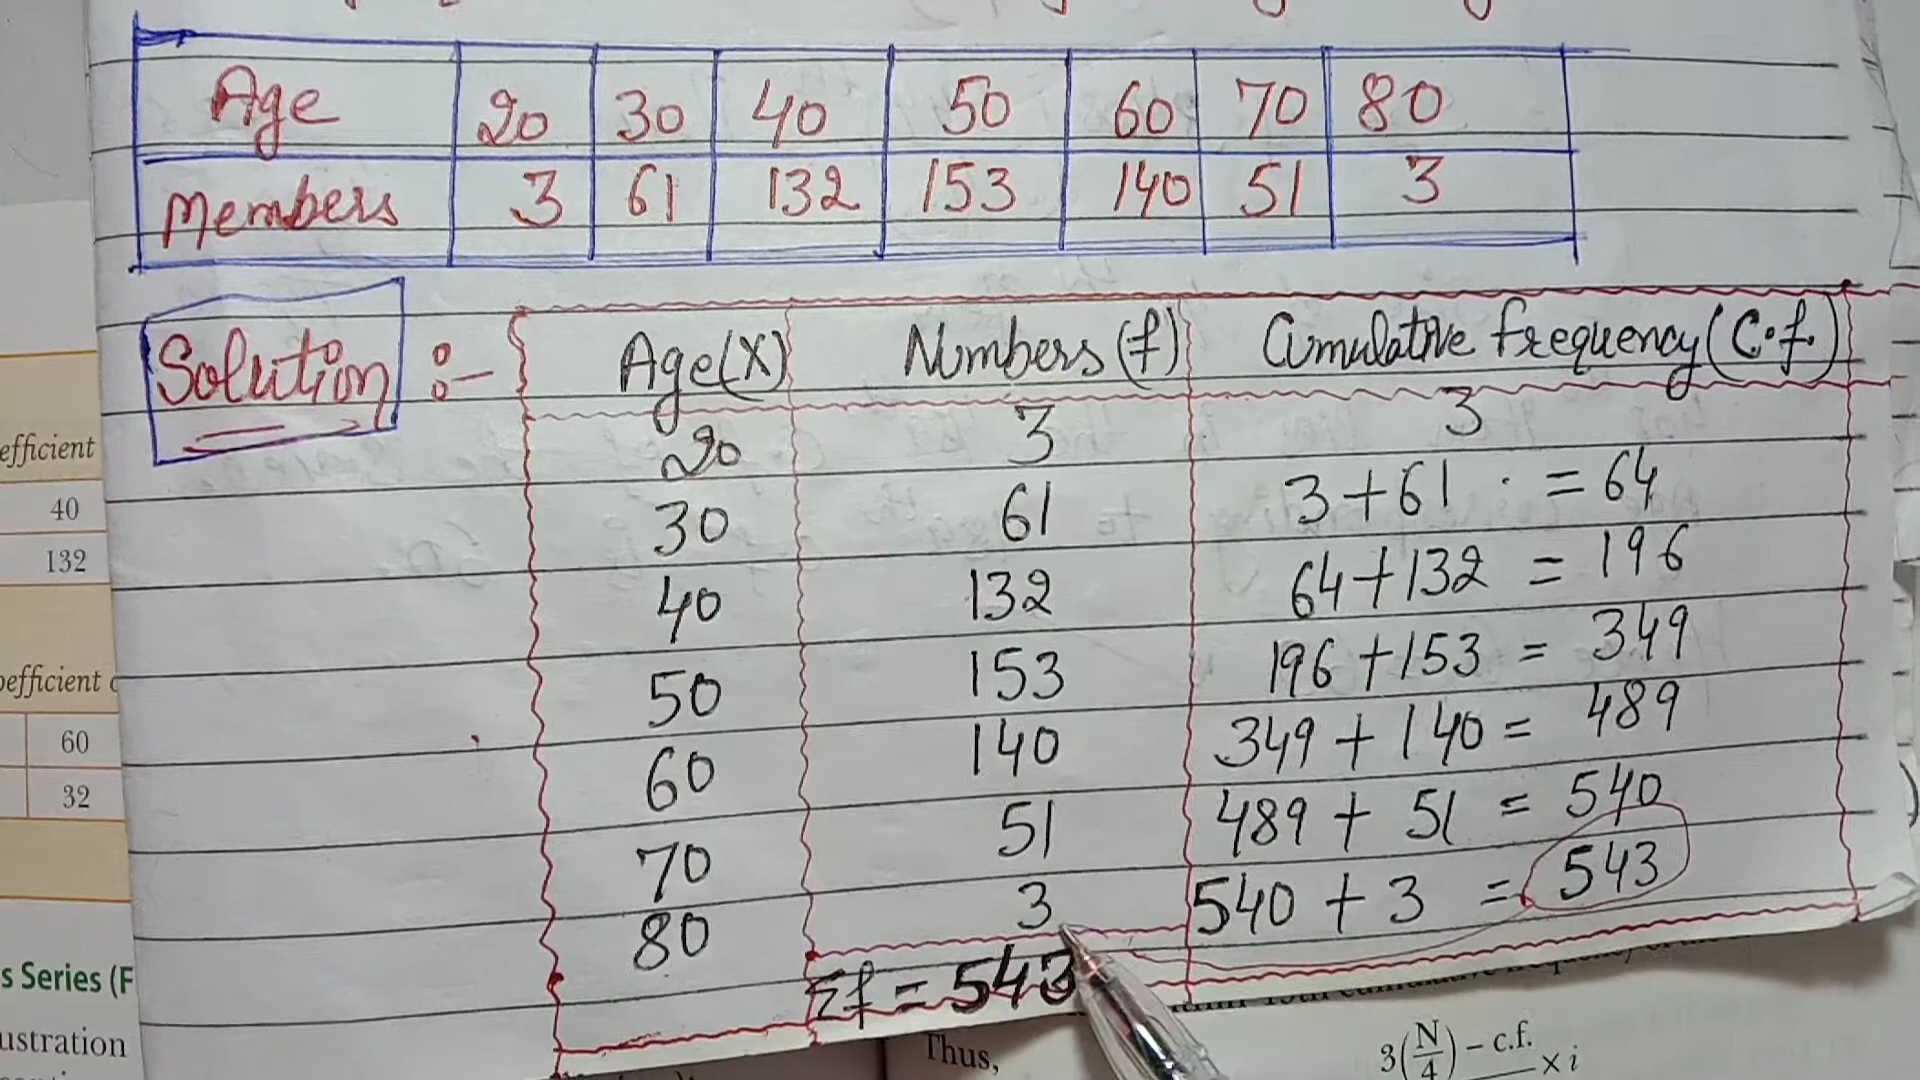 Age 20 30 40 50 60 70 80
Members 3 61 132 153 140 51 3
Solution :-
Age(X) Numbers (f) Cumulative frequency (C.f.)
20 3 3
30 61 3+61 = 64
40 132 64+132 = 196
50 153 196+153 = 349
60 140 349 + 140 = 489
70 51 489 + 51 = 540
80 3 540 + 3 = 543
Σf = 543
efficient
40
132
oefficient
60
32
s Series (F
ustration
Thus,
3(N/4) – c.f.
× i